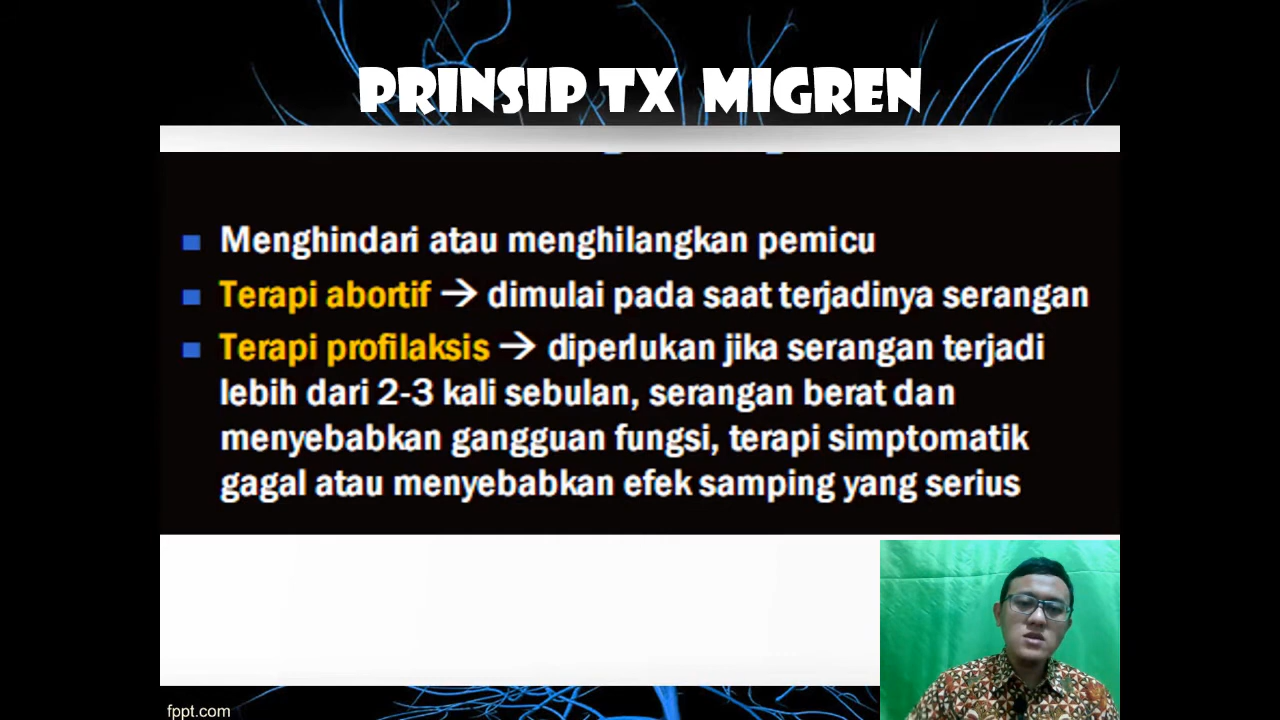 PRINSIP TX MIGREN
Menghindari atau menghilangkan pemicu
Terapi abortif → dimulai pada saat terjadinya serangan
Terapi profilaksis → diperlukan jika serangan terjadi
lebih dari 2-3 kali sebulan, serangan berat dan
menyebabkan gangguan fungsi, terapi simptomatik
gagal atau menyebabkan efek samping yang serius
fppt.com